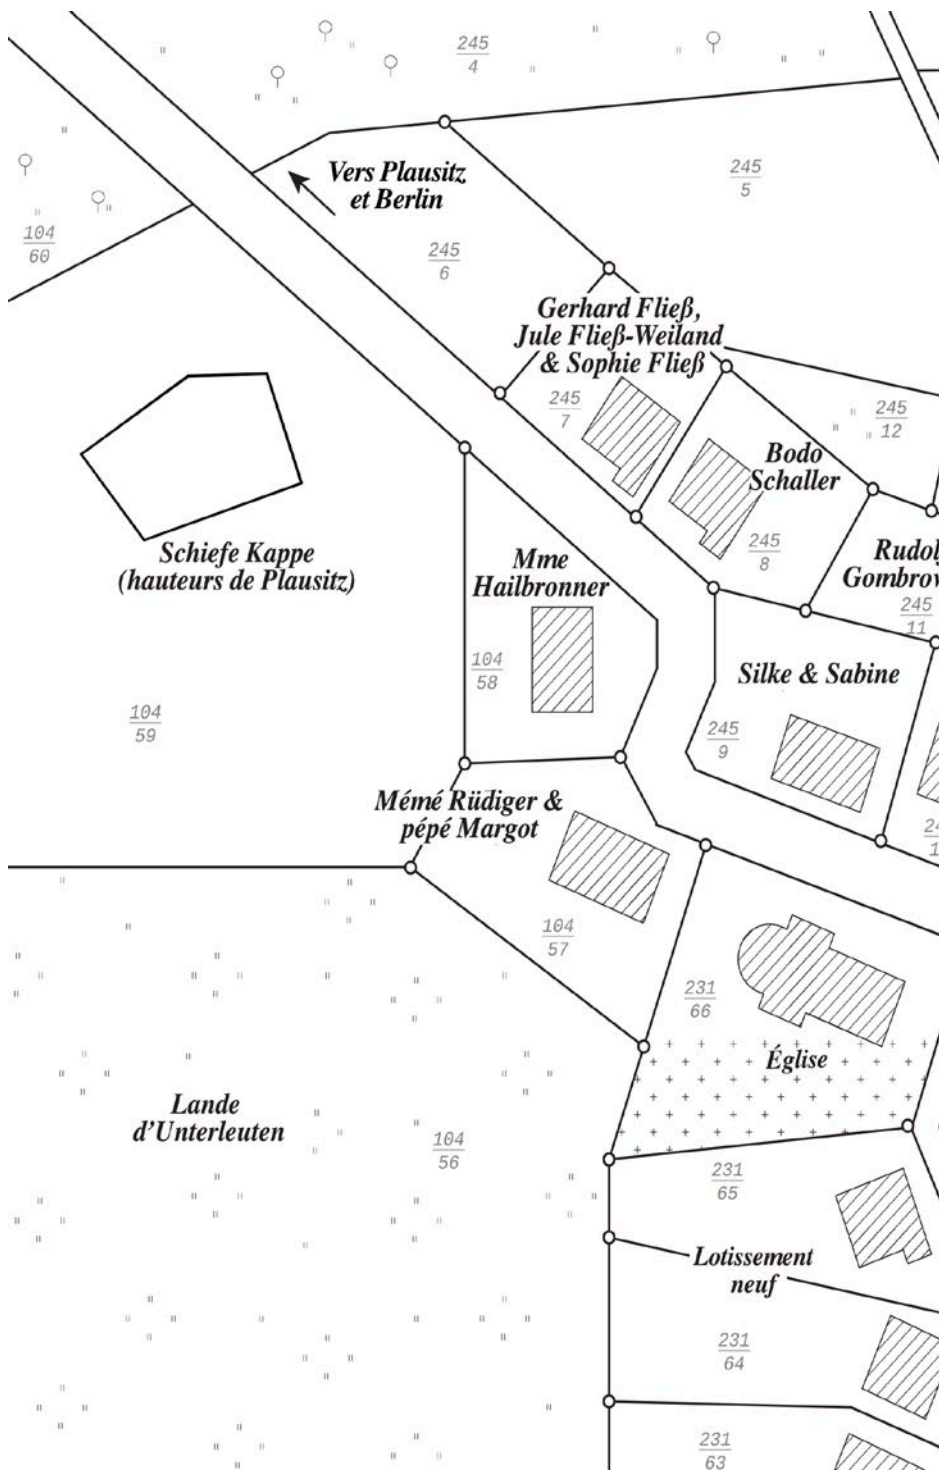 245
4
Vers Plausitz
et Berlin
245
5
104
60
245
6
Gerhard Fließ,
Jule Fließ-Weiland
& Sophie Fließ
245
7
245
12
Bodo
Schaller
245
8
Schiefe Kappe
(hauteurs de Plausitz)
Mme
Hailbronner
245
11
104
58
Silke & Sabine
104
59
245
9
Mémé Rüdiger &
pépé Margot
104
57
231
66
Église
Lande
d'Unterleuten
104
56
231
65
Lotissement
neuf
231
64
231
63